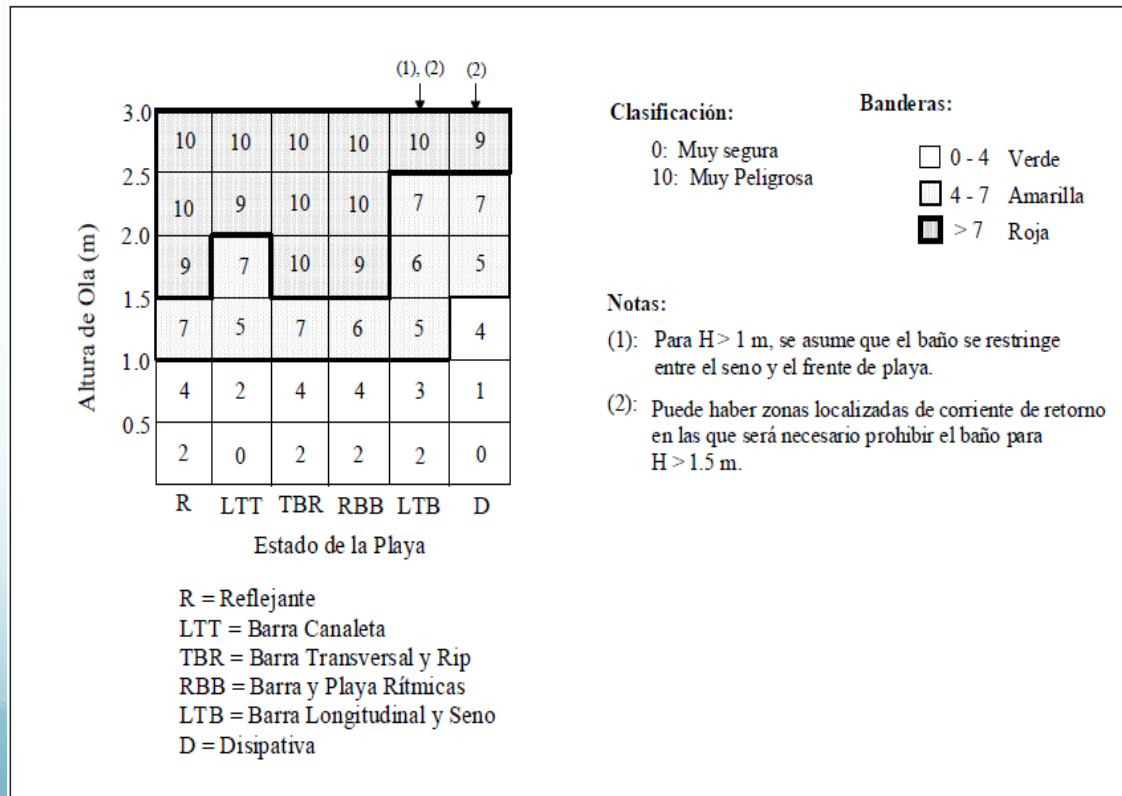 (1), (2) (2)
3.0
10 10 10 10 10 9
2.5
10 9 10 10 7 7
2.0
9 7 10 9 6 5
1.5
7 5 7 6 5 4
1.0
4 2 4 4 3 1
0.5
2 0 2 2 2 0
R LTT TBR RBB LTB D
Altura de Ola (m)
Estado de la Playa
R = Reflejante
LTT = Barra Canaleta
TBR = Barra Transversal y Rip
RBB = Barra y Playa Rítmicas
LTB = Barra Longitudinal y Seno
D = Disipativa
Clasificación:
0: Muy segura
10: Muy Peligrosa
Banderas:
0 - 4 Verde
4 - 7 Amarilla
> 7 Roja
Notas:
(1): Para H > 1 m, se asume que el baño se restringe
entre el seno y el frente de playa.
(2): Puede haber zonas localizadas de corriente de retorno
en las que será necesario prohibir el baño para
H > 1.5 m.